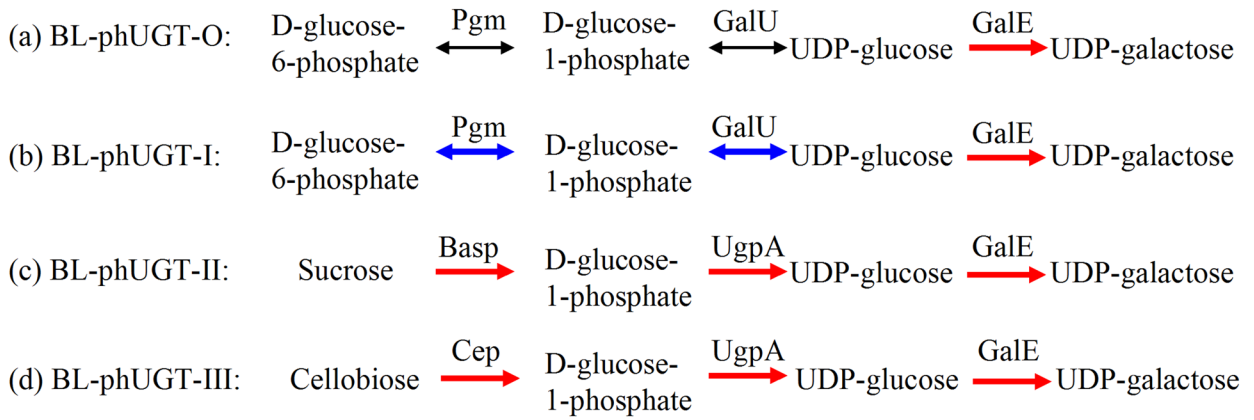 (a) BL-phUGT-O: D-glucose-6-phosphate Pgm D-glucose-1-phosphate GalU UDP-glucose GalE UDP-galactose
(b) BL-phUGT-I: D-glucose-6-phosphate Pgm D-glucose-1-phosphate GalU UDP-glucose GalE UDP-galactose
(c) BL-phUGT-II: Sucrose Basp D-glucose-1-phosphate UgpA UDP-glucose GalE UDP-galactose
(d) BL-phUGT-III: Cellobiose Cep D-glucose-1-phosphate UgpA UDP-glucose GalE UDP-galactose